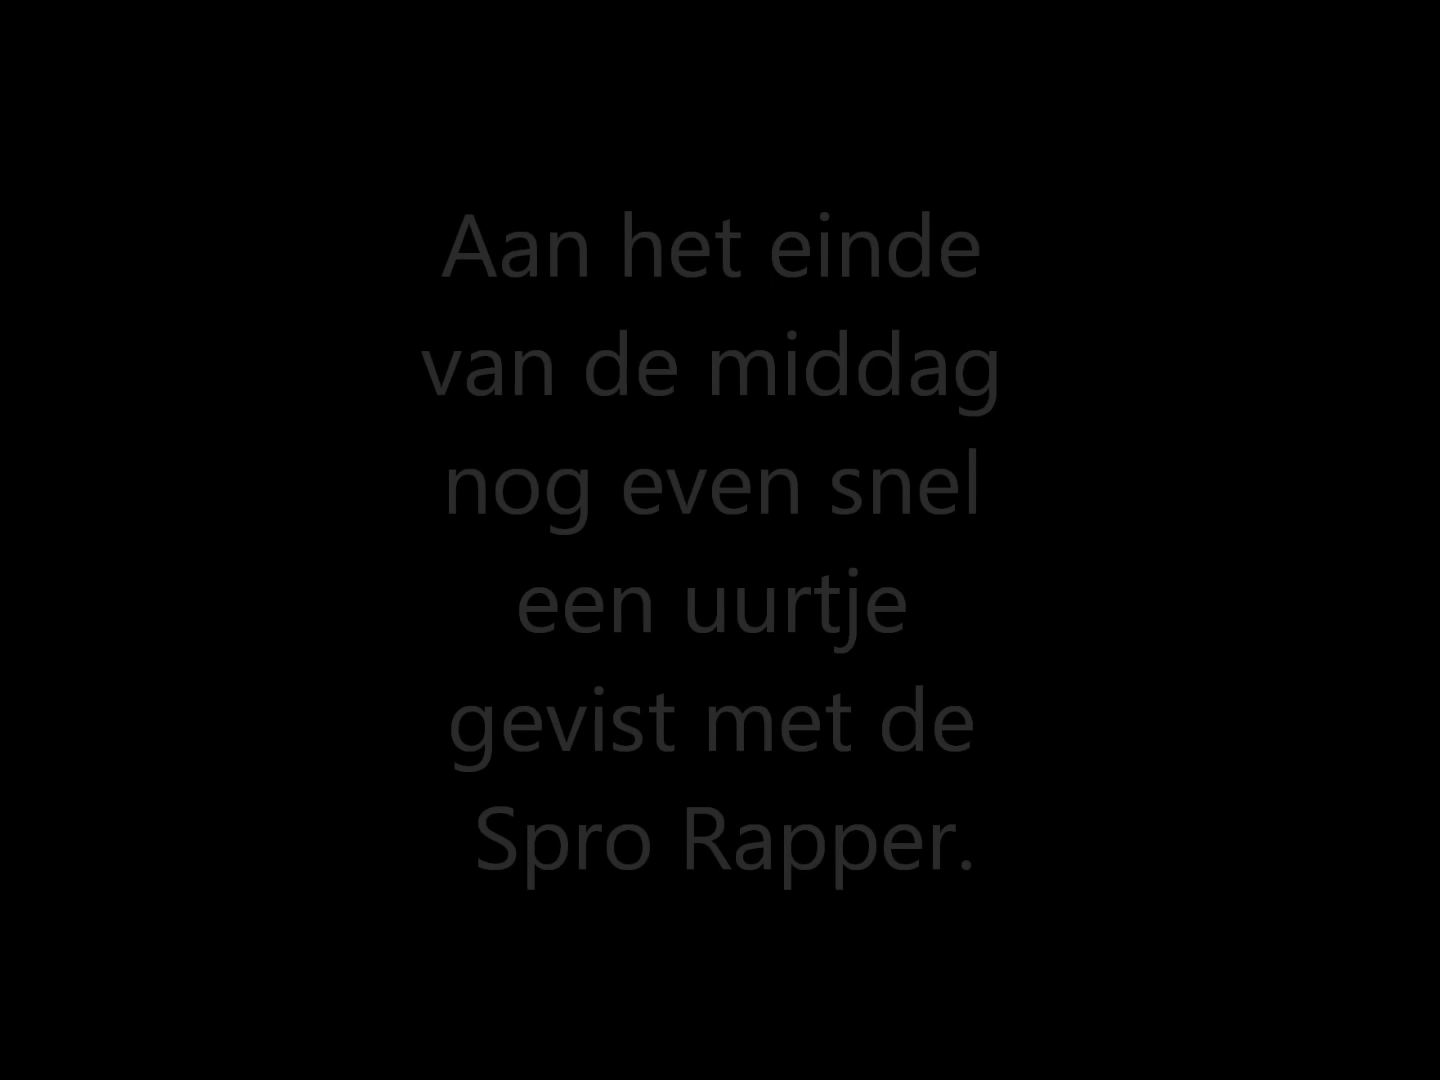 Aan het einde
van de middag
nog even snel
een uurtje
gevist met de
Spro Rapper.